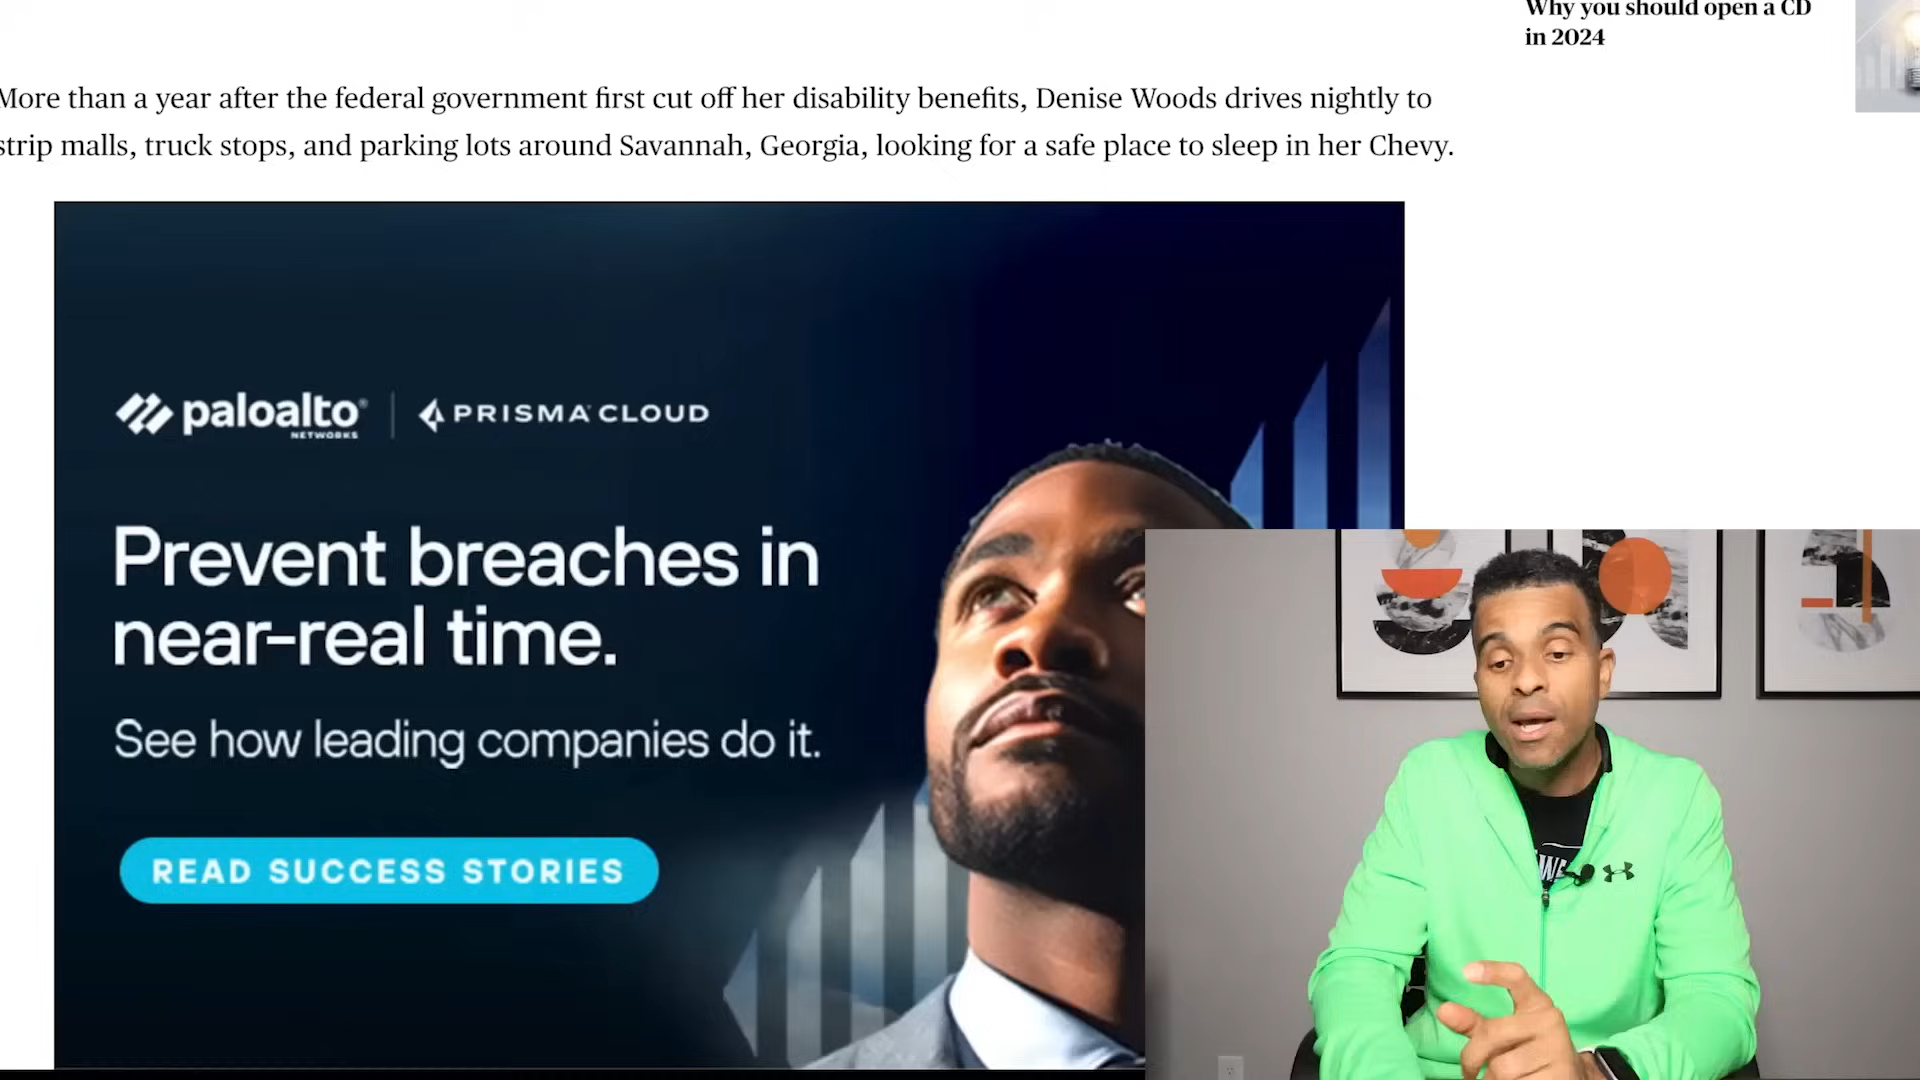 Why you should open a CD
in 2024
More than a year after the federal government first cut off her disability benefits, Denise Woods drives nightly to
strip malls, truck stops, and parking lots around Savannah, Georgia, looking for a safe place to sleep in her Chevy.
paloalto®
NETWORKS
PRISMA CLOUD
Prevent breaches in
near-real time.
See how leading companies do it.
READ SUCCESS STORIES